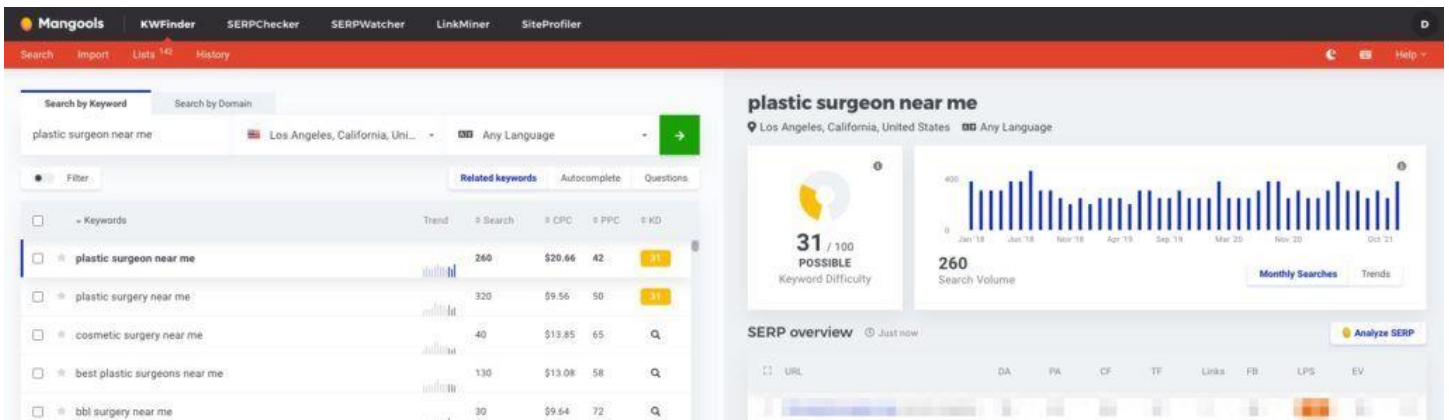 Mangools KWFinder SERPChecker SERPWatcher LinkMiner SiteProfiler D
Search Import Lists 142 History Help
Search by Keyword Search by Domain
plastic surgeon near me Los Angeles, California, Uni... Any Language
Filter Related keywords Autocomplete Questions
Keywords Trend Search CPC PPC KD
plastic surgeon near me 260 $20.66 42 31
plastic surgery near me 320 $9.56 50 31
cosmetic surgery near me 40 $13.85 65
best plastic surgeons near me 130 $13.08 58
bbl surgery near me 30 $9.64 72
plastic surgeon near me
Los Angeles, California, United States Any Language
31 / 100
POSSIBLE
Keyword Difficulty
400
0
Jan '18 Jun '18 Nov '18 Apr '19 Sep '19 Mar '20 Nov '20 Oct '21
260
Search Volume
Monthly Searches Trends
SERP overview Just now Analyze SERP
URL DA PA CF TF Links FB LPS EV